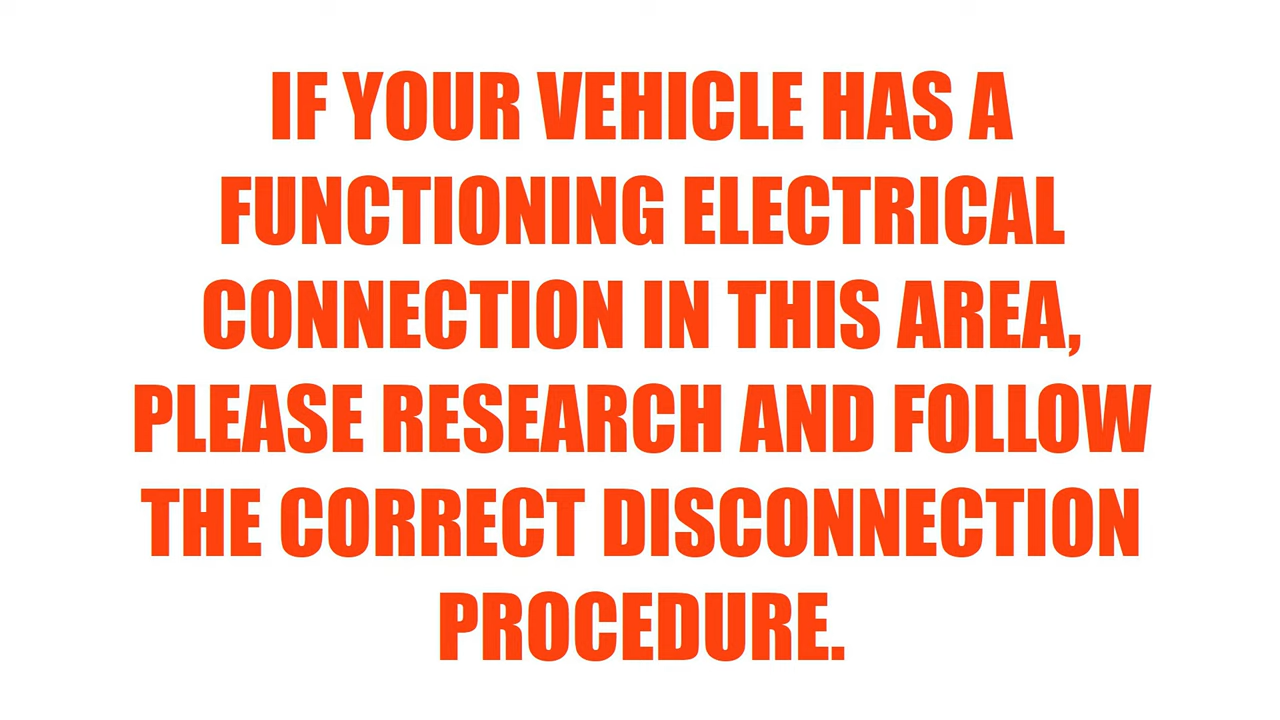 IF YOUR VEHICLE HAS A
FUNCTIONING ELECTRICAL
CONNECTION IN THIS AREA,
PLEASE RESEARCH AND FOLLOW
THE CORRECT DISCONNECTION
PROCEDURE.